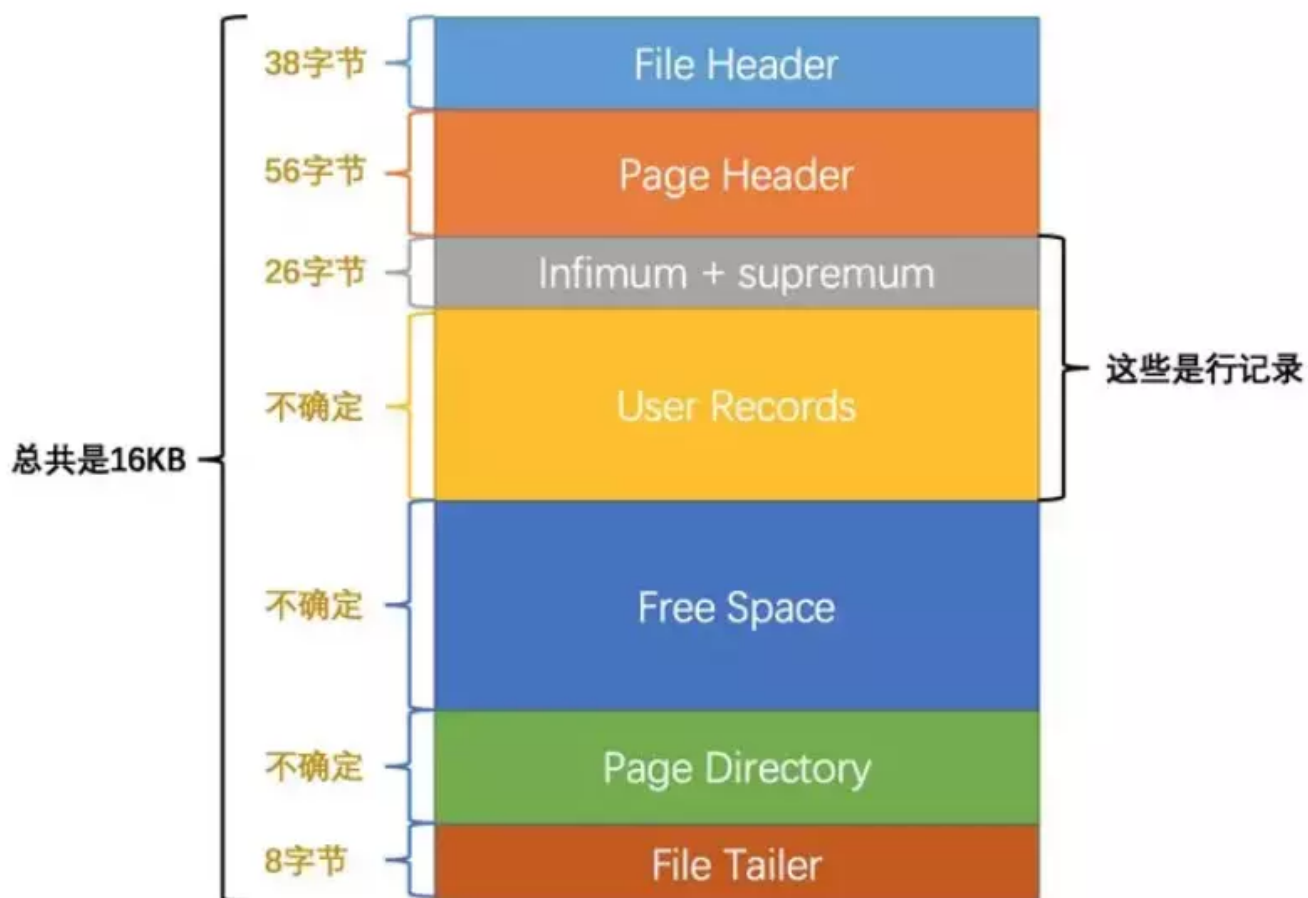 38字节
File Header
56字节
Page Header
26字节
Infimum + supremum
不确定
User Records
这些是行记录
总共是16KB
不确定
Free Space
不确定
Page Directory
8字节
File Tailer